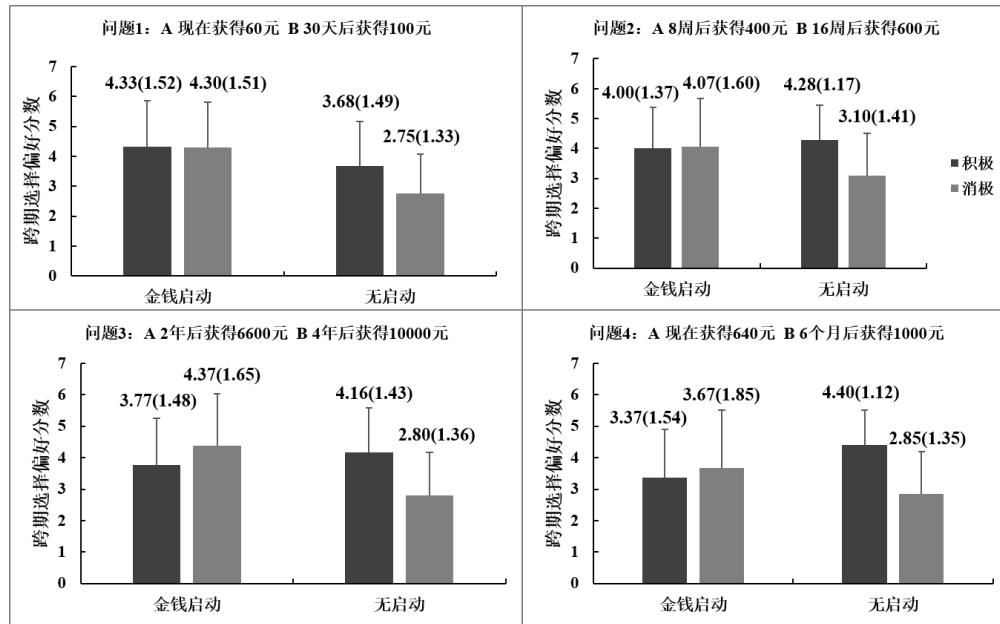 问题1：A 现在获得60元 B 30天后获得100元
跨期选择偏好分数
7
6
5
4
3
2
1
0
4.33(1.52)
4.30(1.51)
3.68(1.49)
2.75(1.33)
金钱启动
无启动
问题2：A 8周后获得400元 B 16周后获得600元
跨期选择偏好分数
7
6
5
4
3
2
1
0
4.00(1.37)
4.07(1.60)
4.28(1.17)
3.10(1.41)
金钱启动
无启动
积极
消极
问题3：A 2年后获得6600元 B 4年后获得10000元
跨期选择偏好分数
7
6
5
4
3
2
1
0
3.77(1.48)
4.37(1.65)
4.16(1.43)
2.80(1.36)
金钱启动
无启动
问题4：A 现在获得640元 B 6个月后获得1000元
跨期选择偏好分数
7
6
5
4
3
2
1
0
3.37(1.54)
3.67(1.85)
4.40(1.12)
2.85(1.35)
金钱启动
无启动